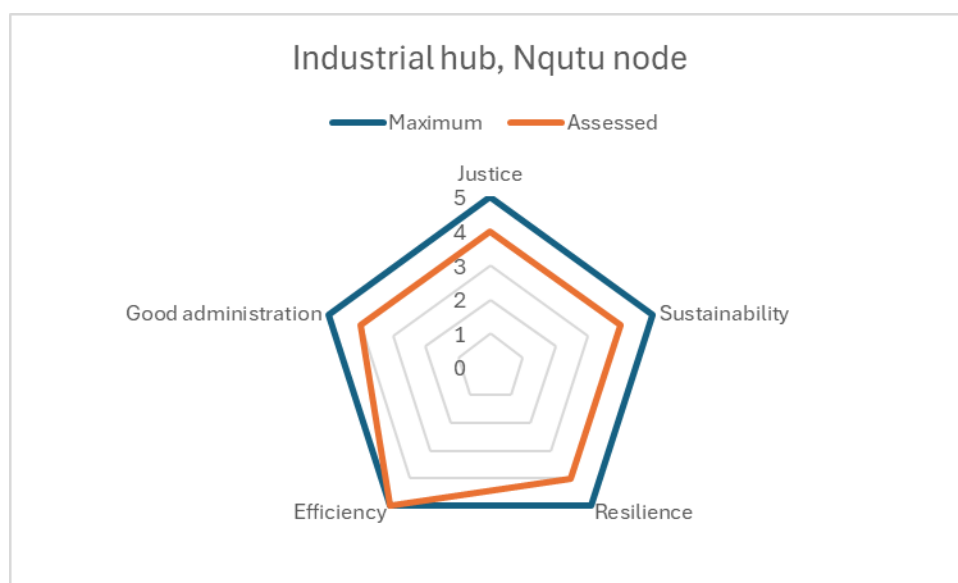 Industrial hub, Nqutu node
Maximum Assessed
Justice
5
4
3
2
1
0
Good administration
Sustainability
Efficiency
Resilience